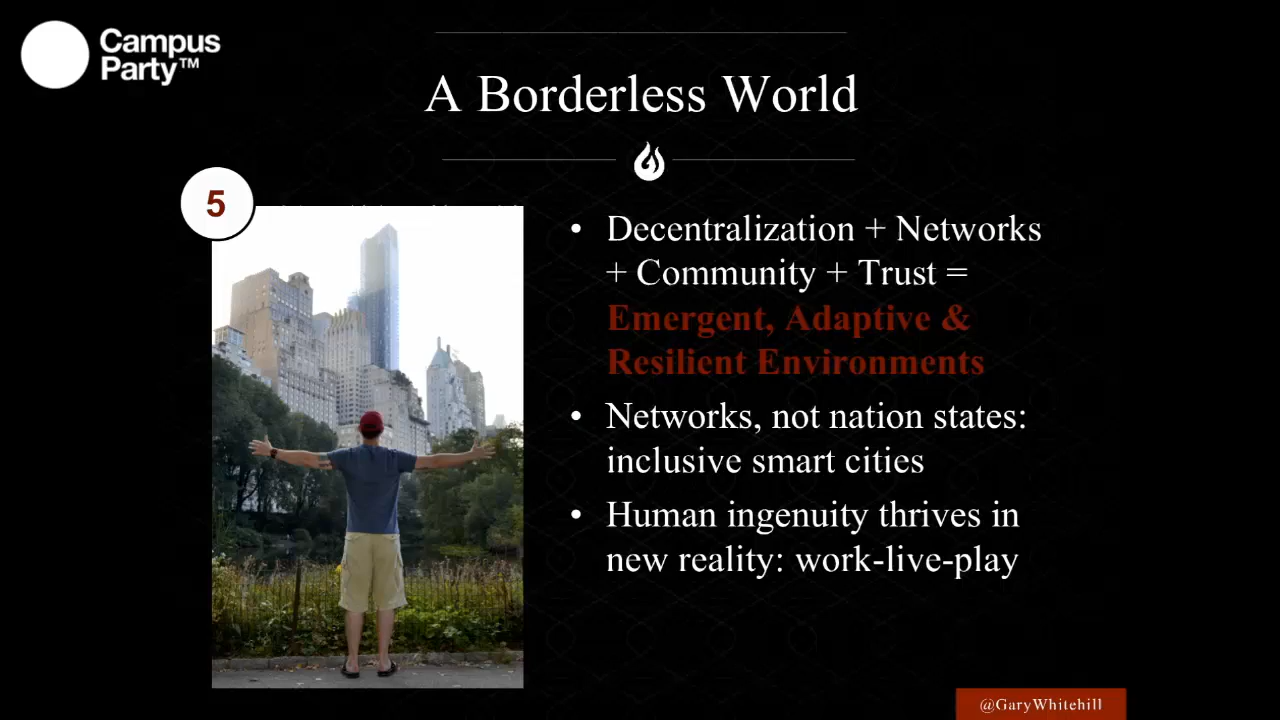 Campus
Party™
A Borderless World
5
• Decentralization + Networks
+ Community + Trust =
Emergent, Adaptive &
Resilient Environments
• Networks, not nation states:
inclusive smart cities
• Human ingenuity thrives in
new reality: work-live-play
@GaryWhitehill